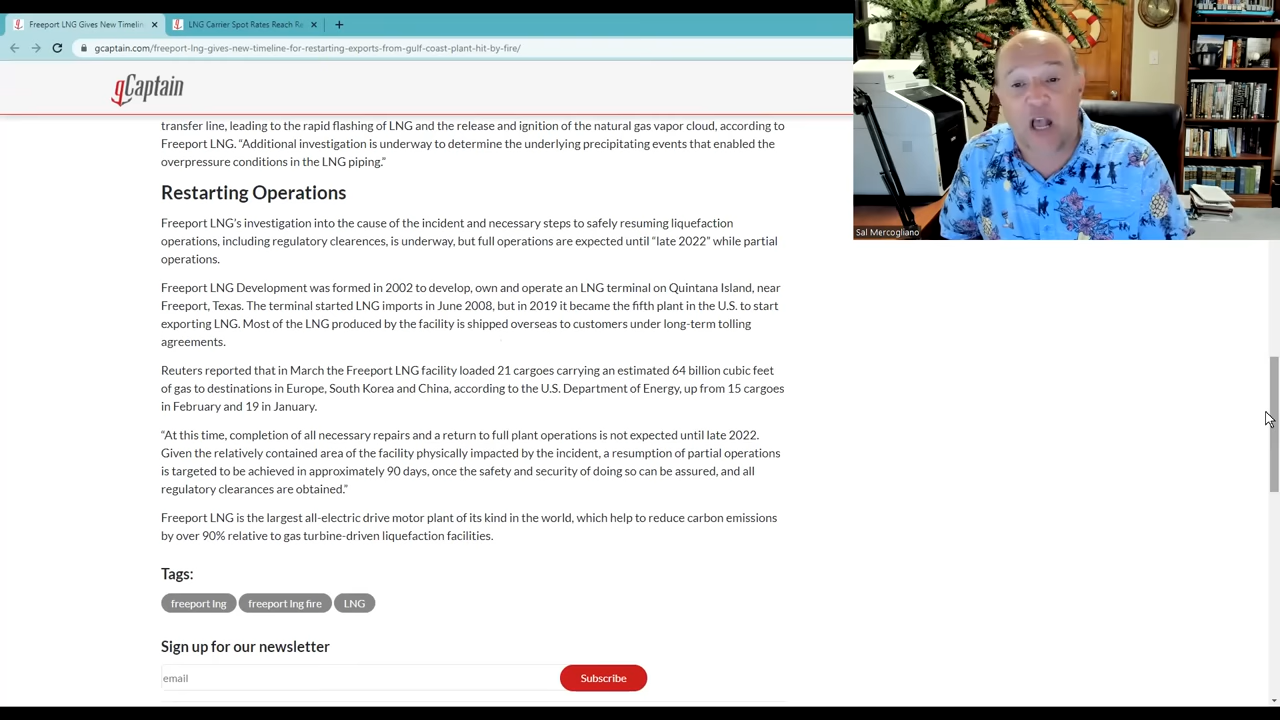 Freeport LNG Gives New Timelin
LNG Carrier Spot Rates Reach Re
gcaptain.com/freeport-lng-gives-new-timeline-for-restarting-exports-from-gulf-coast-plant-hit-by-fire/
gCaptain
transfer line, leading to the rapid flashing of LNG and the release and ignition of the natural gas vapor cloud, according to
Freeport LNG. “Additional investigation is underway to determine the underlying precipitating events that enabled the
overpressure conditions in the LNG piping.”
Restarting Operations
Freeport LNG’s investigation into the cause of the incident and necessary steps to safely resuming liquefaction
operations, including regulatory clearences, is underway, but full operations are expected until “late 2022” while partial
operations.
Freeport LNG Development was formed in 2002 to develop, own and operate an LNG terminal on Quintana Island, near
Freeport, Texas. The terminal started LNG imports in June 2008, but in 2019 it became the fifth plant in the U.S. to start
exporting LNG. Most of the LNG produced by the facility is shipped overseas to customers under long-term tolling
agreements.
Reuters reported that in March the Freeport LNG facility loaded 21 cargoes carrying an estimated 64 billion cubic feet
of gas to destinations in Europe, South Korea and China, according to the U.S. Department of Energy, up from 15 cargoes
in February and 19 in January.
“At this time, completion of all necessary repairs and a return to full plant operations is not expected until late 2022.
Given the relatively contained area of the facility physically impacted by the incident, a resumption of partial operations
is targeted to be achieved in approximately 90 days, once the safety and security of doing so can be assured, and all
regulatory clearances are obtained.”
Freeport LNG is the largest all-electric drive motor plant of its kind in the world, which help to reduce carbon emissions
by over 90% relative to gas turbine-driven liquefaction facilities.
Tags:
freeport lng
freeport lng fire
LNG
Sign up for our newsletter
email
Subscribe
Sal Mercogliano